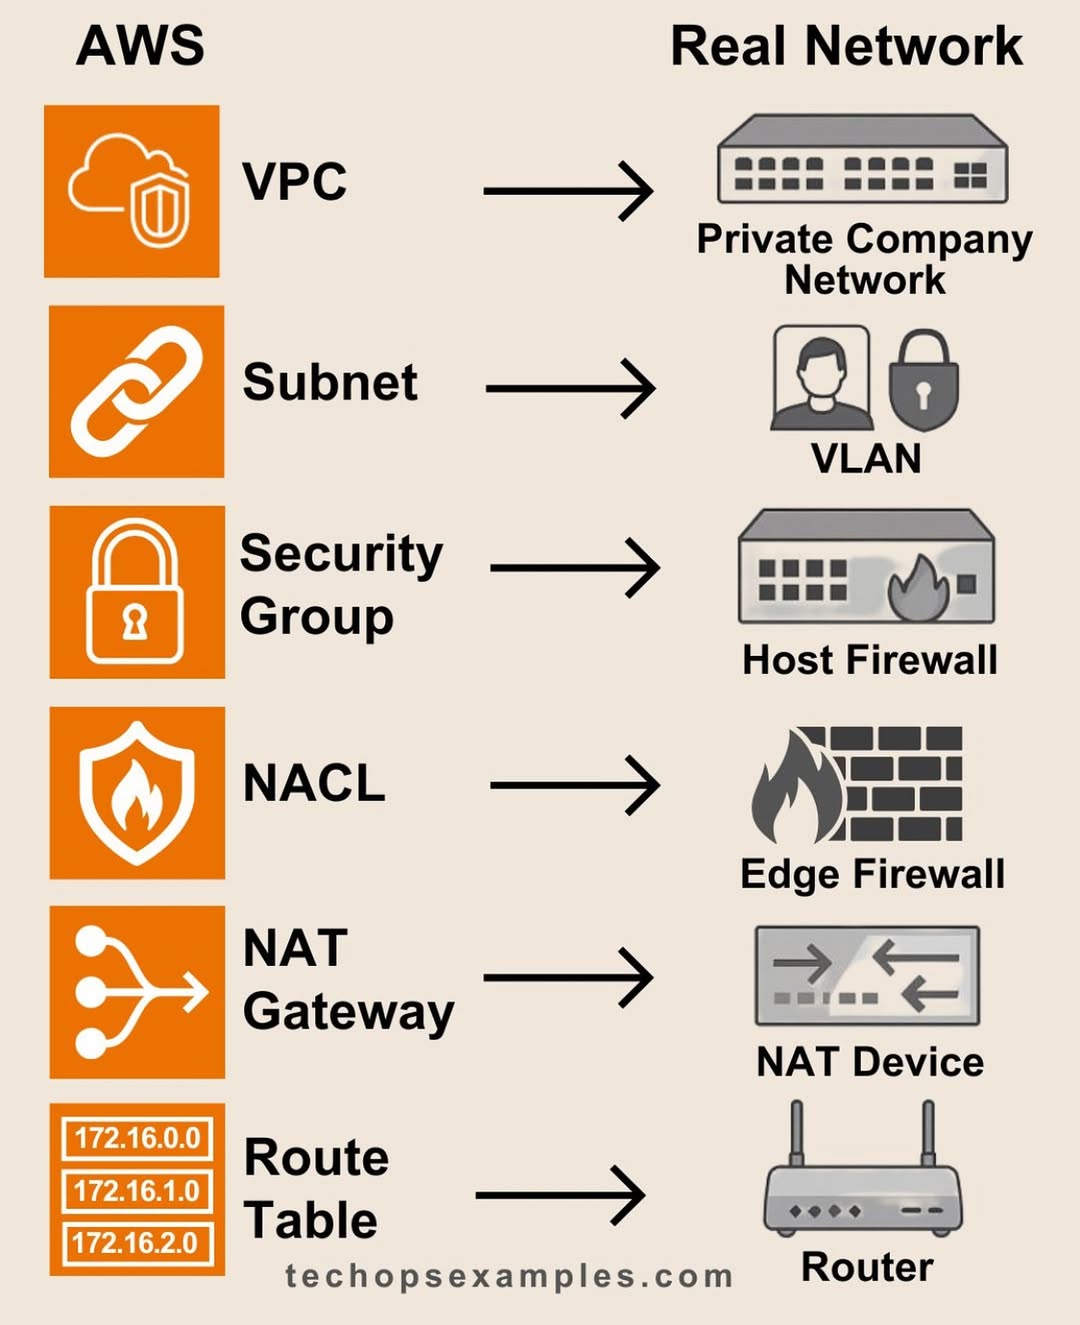 AWS
Real Network
VPC
Private Company
Network
Subnet
VLAN
Security
Group
Host Firewall
NACL
Edge Firewall
NAT
Gateway
NAT Device
172.16.0.0
172.16.1.0
172.16.2.0
Route
Table
Router
techopsexamples.com